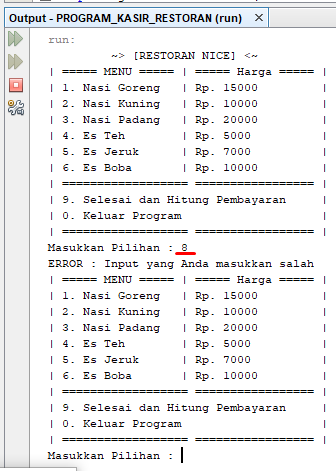 Output - PROGRAM_KASIR_RESTORAN (run) ×
run:
~> [RESTORAN NICE] <~
| ===== MENU ===== | ===== Harga ===== |
| 1. Nasi Goreng | Rp. 15000 |
| 2. Nasi Kuning | Rp. 10000 |
| 3. Nasi Padang | Rp. 20000 |
| 4. Es Teh | Rp. 5000 |
| 5. Es Jeruk | Rp. 7000 |
| 6. Es Boba | Rp. 10000 |
| ================== ================= |
| 9. Selesai dan Hitung Pembayaran |
| 0. Keluar Program |
| ================== ================= |
Masukkan Pilihan : 8
ERROR : Input yang Anda masukkan salah
| ===== MENU ===== | ===== Harga ===== |
| 1. Nasi Goreng | Rp. 15000 |
| 2. Nasi Kuning | Rp. 10000 |
| 3. Nasi Padang | Rp. 20000 |
| 4. Es Teh | Rp. 5000 |
| 5. Es Jeruk | Rp. 7000 |
| 6. Es Boba | Rp. 10000 |
| ================== ================= |
| 9. Selesai dan Hitung Pembayaran |
| 0. Keluar Program |
| ================== ================= |
Masukkan Pilihan :